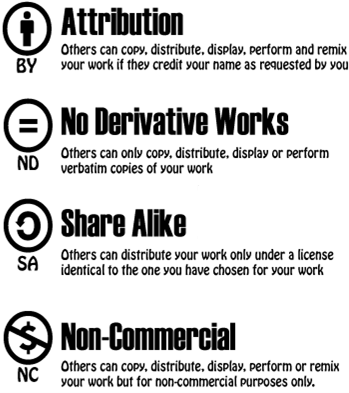 Attribution
BY
Others can copy, distribute, display, perform and remix
your work if they credit your name as requested by you
No Derivative Works
ND
Others can only copy, distribute, display or perform
verbatim copies of your work
Share Alike
SA
Others can distribute your work only under a license
identical to the one you have chosen for your work
Non-Commercial
NC
Others can copy, distribute, display, perform or remix
your work but for non-commercial purposes only.